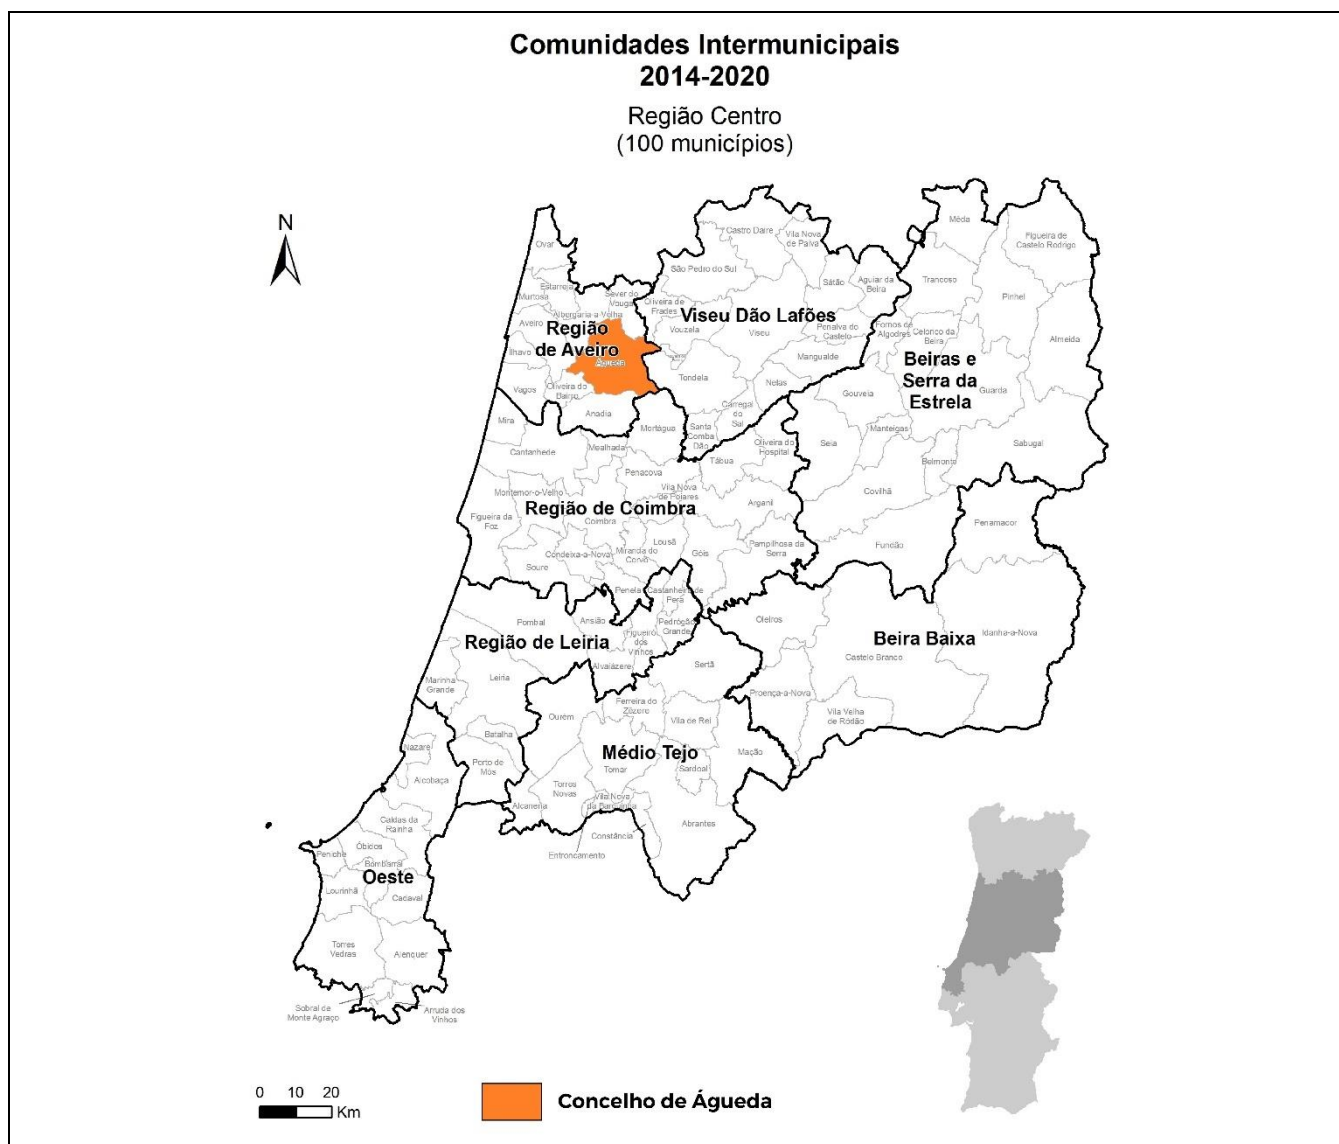 Comunidades Intermunicipais
2014-2020
Região Centro
(100 municípios)
N
Ovar
Estarreja
Murtosa
Sever do
Vouga
Albergaria-a-Velha
Aveiro
Região
de Aveiro
Ílhavo
Águeda
Vagos
Oliveira do
Bairro
Anadia
Castro Daire
Vila Nova
de Paiva
São Pedro do Sul
Sátão
Aguiar da
Beira
Oliveira de
Frades
Viseu Dão Lafões
Vouzela
Viseu
Penalva do
Castelo
Mangualde
Tondela
Nelas
Carregal
do
Sal
Santa
Comba
Dão
Mêda
Figueira de
Castelo Rodrigo
Trancoso
Pinhel
Fornos de
Algodres
Celorico da
Beira
Almeida
Beiras e
Serra da
Estrela
Gouveia
Guarda
Manteigas
Seia
Sabugal
Belmonte
Covilhã
Fundão
Mira
Cantanhede
Mealhada
Mortágua
Penacova
Tábua
Oliveira do
Hospital
Montemor-o-Velho
Vila Nova
de Poiares
Arganil
Região de Coimbra
Figueira da
Foz
Coimbra
Lousã
Condeixa-a-Nova
Miranda do
Corvo
Góis
Pampilhosa da
Serra
Soure
Penela
Castanheira de
Pera
Pombal
Ansião
Figueiró
dos
Vinhos
Pedrógão
Grande
Região de Leiria
Alvaiázere
Marinha
Grande
Leiria
Batalha
Porto de
Mós
Penamacor
Oleiros
Beira Baixa
Idanha-a-Nova
Castelo Branco
Proença-a-Nova
Vila Velha
de Ródão
Sertã
Ferreira do
Zêzere
Ourém
Vila de Rei
Médio Tejo
Mação
Tomar
Sardoal
Torres
Novas
Vila Nova
da Barquinha
Alcanena
Abrantes
Constância
Entroncamento
Nazaré
Alcobaça
Caldas da
Rainha
Óbidos
Peniche
Bombarral
Oeste
Lourinhã
Cadaval
Torres
Vedras
Alenquer
Sobral de
Monte Agraço
Arruda dos
Vinhos
0 10 20
Km
Concelho de Águeda